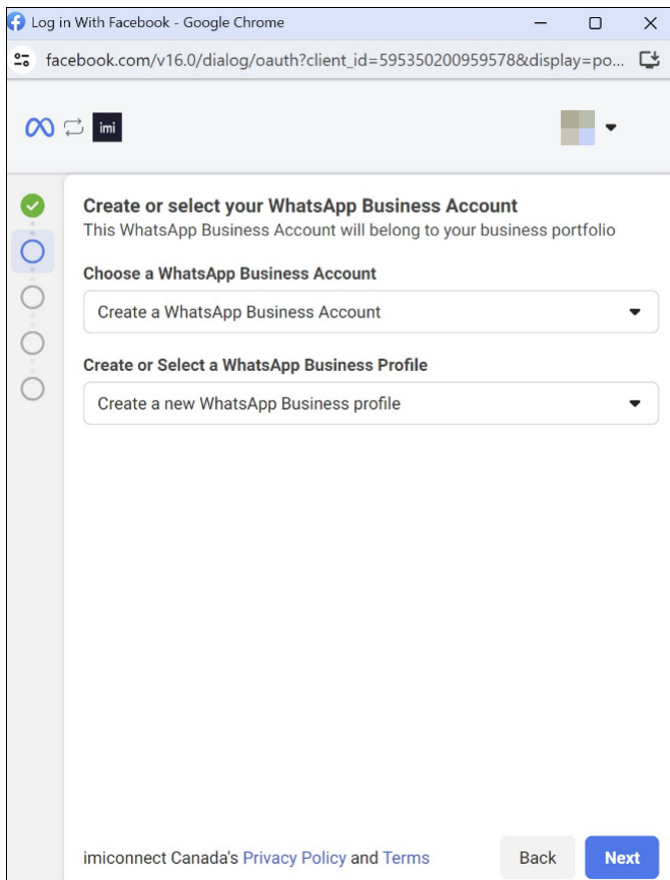 Log in With Facebook - Google Chrome
facebook.com/v16.0/dialog/oauth?client_id=595350200959578&display=po...
imi
Create or select your WhatsApp Business Account
This WhatsApp Business Account will belong to your business portfolio
Choose a WhatsApp Business Account
Create a WhatsApp Business Account
Create or Select a WhatsApp Business Profile
Create a new WhatsApp Business profile
imiconnect Canada's Privacy Policy and Terms
Back
Next